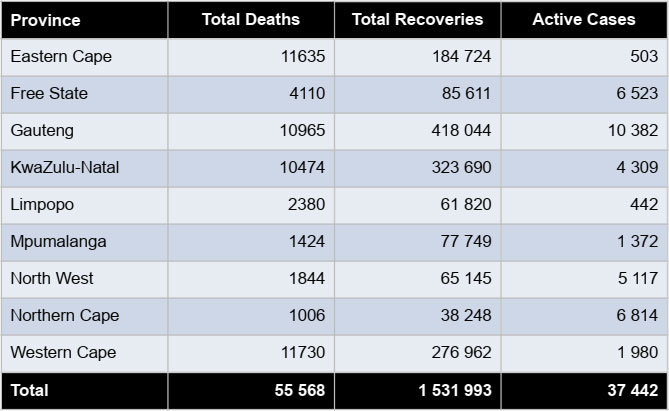 Province Total Deaths Total Recoveries Active Cases
Eastern Cape 11635 184 724 503
Free State 4110 85 611 6 523
Gauteng 10965 418 044 10 382
KwaZulu-Natal 10474 323 690 4 309
Limpopo 2380 61 820 442
Mpumalanga 1424 77 749 1 372
North West 1844 65 145 5 117
Northern Cape 1006 38 248 6 814
Western Cape 11730 276 962 1 980
Total 55 568 1 531 993 37 442